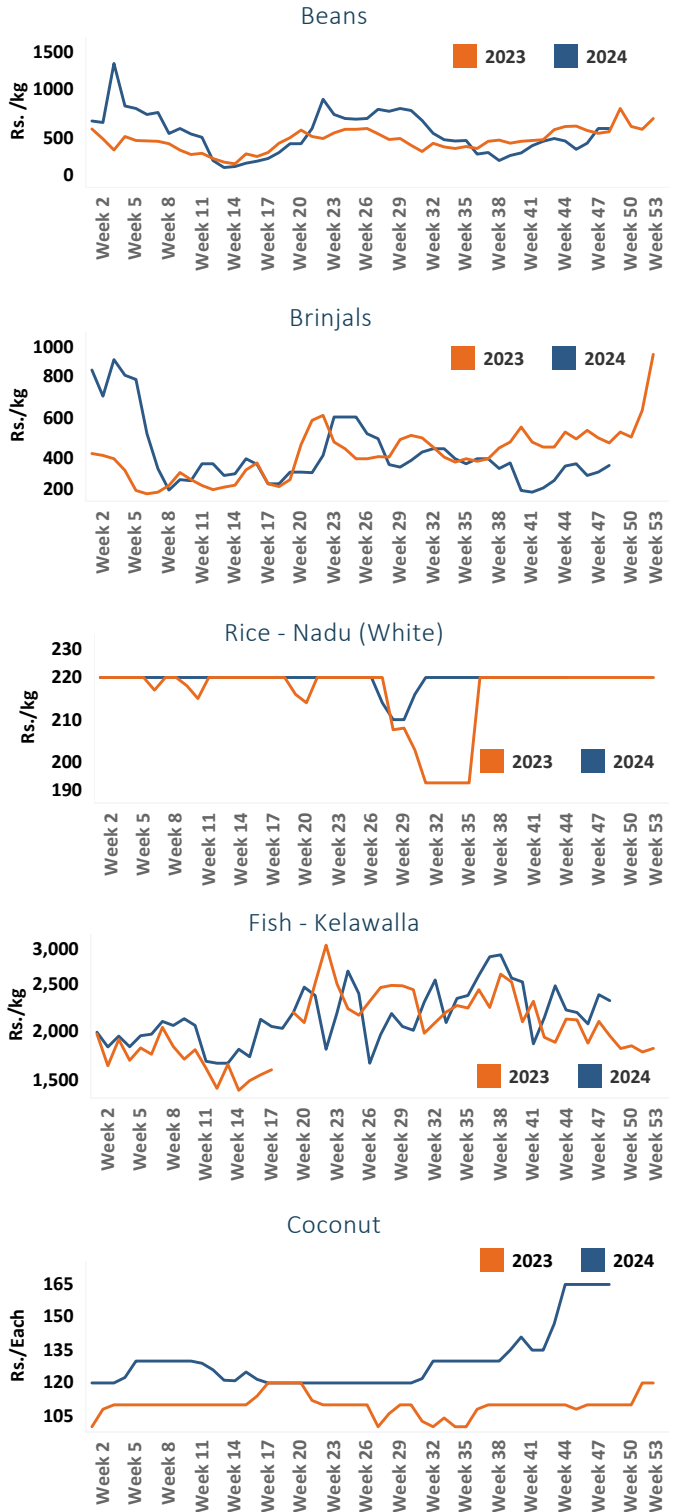 Beans
2023
2024
Rs. /kg
1500
1000
500
0
Week 2
Week 5
Week 8
Week 11
Week 14
Week 17
Week 20
Week 23
Week 26
Week 29
Week 32
Week 35
Week 38
Week 41
Week 44
Week 47
Week 50
Week 53
Brinjals
2023
2024
Rs./kg
1000
800
600
400
200
Week 2
Week 5
Week 8
Week 11
Week 14
Week 17
Week 20
Week 23
Week 26
Week 29
Week 32
Week 35
Week 38
Week 41
Week 44
Week 47
Week 50
Week 53
Rice - Nadu (White)
Rs./kg
230
220
210
200
190
2023
2024
Week 2
Week 5
Week 8
Week 11
Week 14
Week 17
Week 20
Week 23
Week 26
Week 29
Week 32
Week 35
Week 38
Week 41
Week 44
Week 47
Week 50
Week 53
Fish - Kelawalla
Rs./kg
3,000
2,500
2,000
1,500
2023
2024
Week 2
Week 5
Week 8
Week 11
Week 14
Week 17
Week 20
Week 23
Week 26
Week 29
Week 32
Week 35
Week 38
Week 41
Week 44
Week 47
Week 50
Week 53
Coconut
2023
2024
Rs./Each
165
150
135
120
105
Week 2
Week 5
Week 8
Week 11
Week 14
Week 17
Week 20
Week 23
Week 26
Week 29
Week 32
Week 35
Week 38
Week 41
Week 44
Week 47
Week 50
Week 53